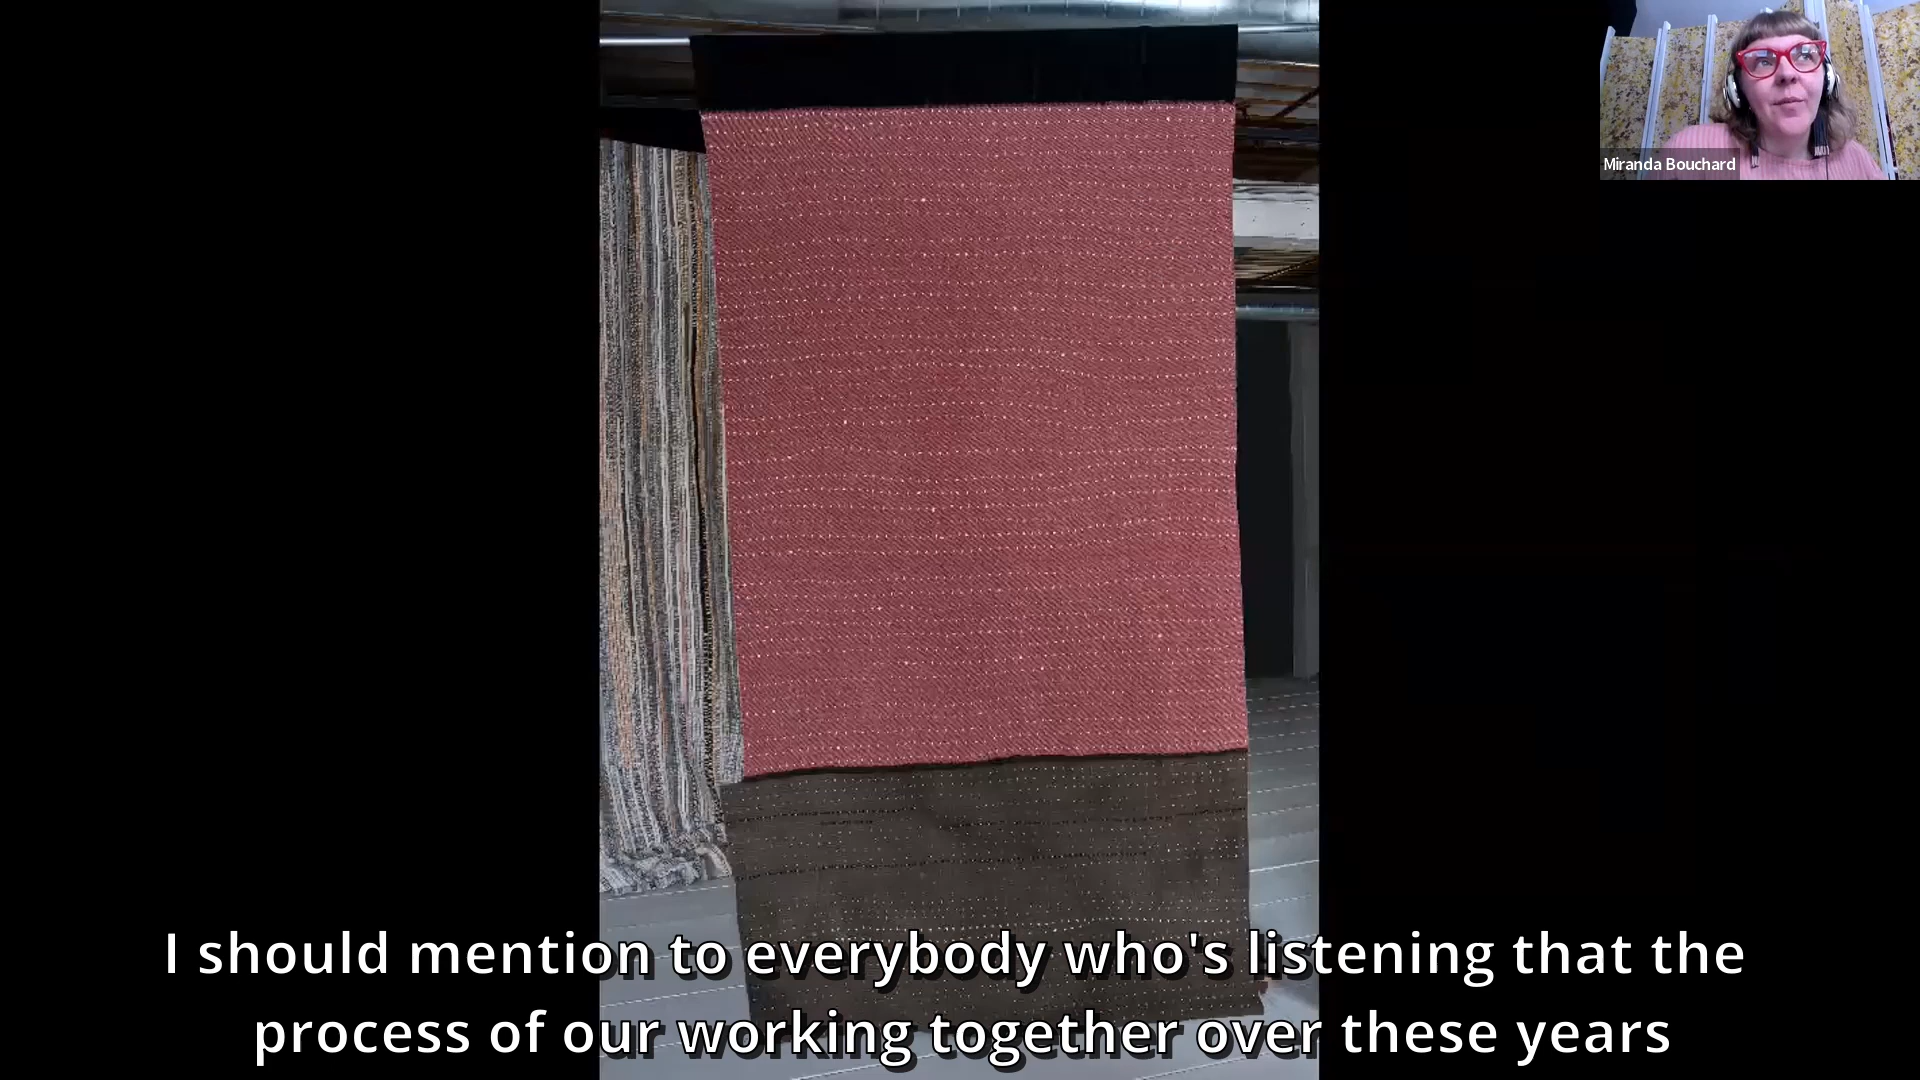 Miranda Bouchard
I should mention to everybody who's listening that the
process of our working together over these years